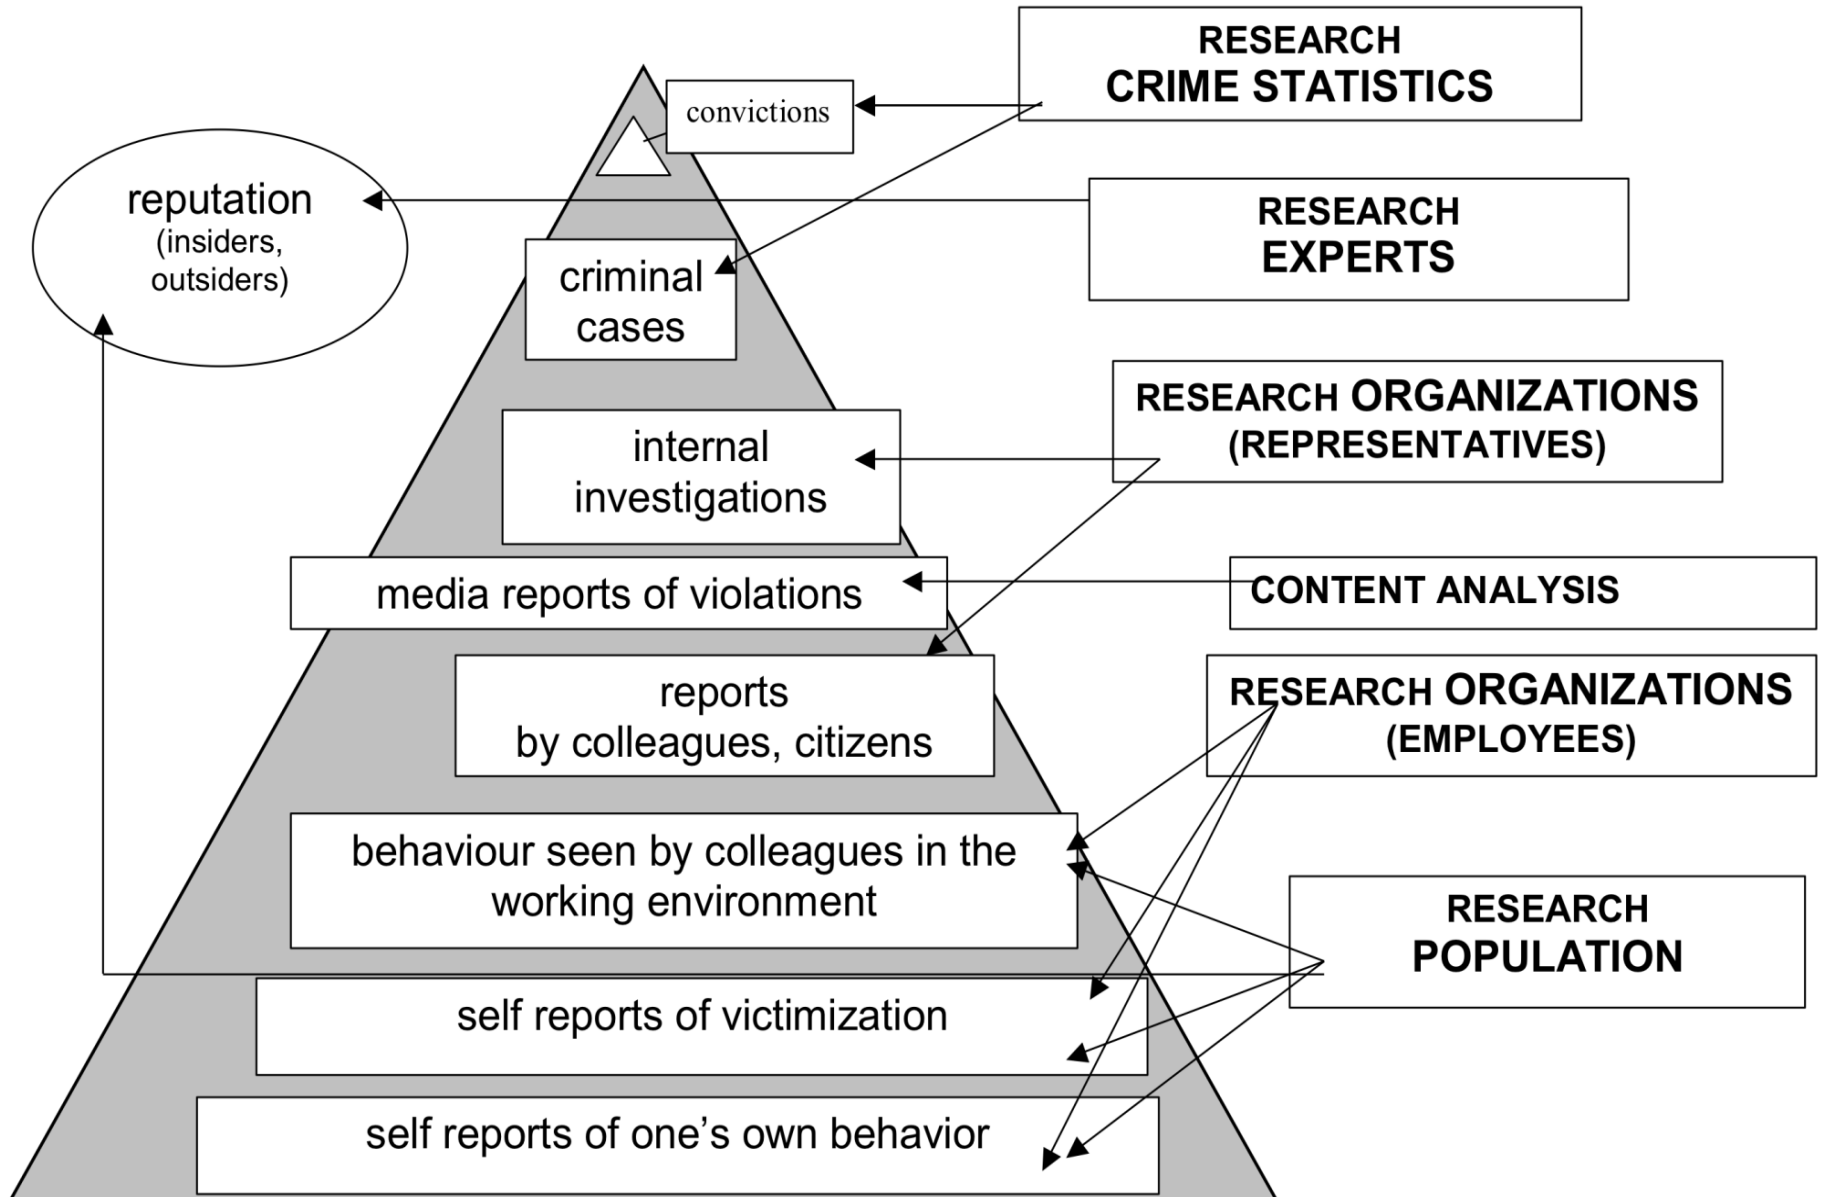 RESEARCH
CRIME STATISTICS
convictions
reputation
(insiders,
outsiders)
RESEARCH
EXPERTS
criminal
cases
RESEARCH ORGANIZATIONS
(REPRESENTATIVES)
internal
investigations
media reports of violations
CONTENT ANALYSIS
reports
by colleagues, citizens
RESEARCH ORGANIZATIONS
(EMPLOYEES)
behaviour seen by colleagues in the
working environment
RESEARCH
POPULATION
self reports of victimization
self reports of one’s own behavior